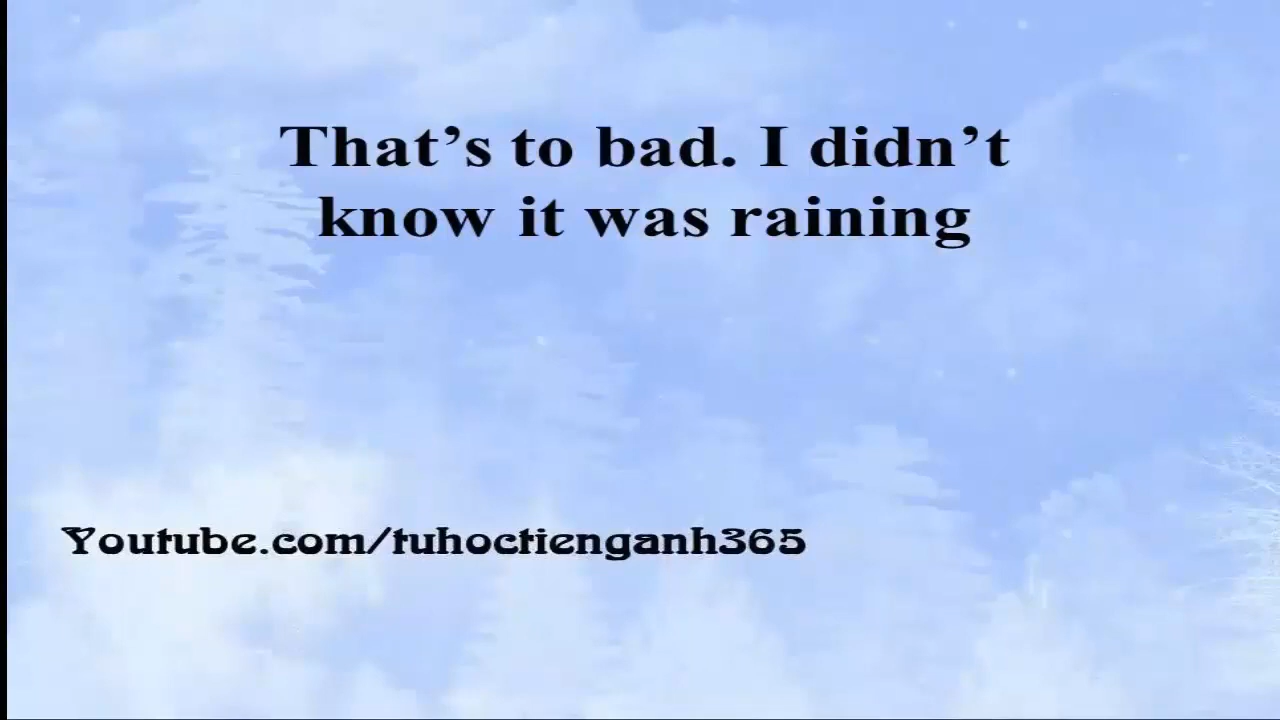 That’s to bad. I didn’t
know it was raining
Youtube.com/tuhoctienganh365